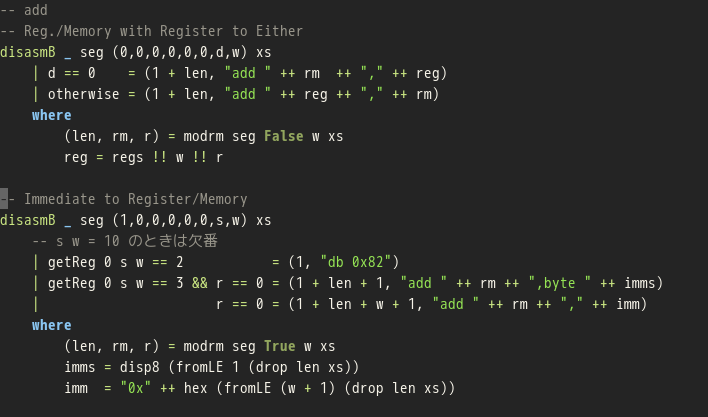 -- add
-- Reg./Memory with Register to Either
disasmB _ seg (0,0,0,0,0,0,d,w) xs
    | d == 0    = (1 + len, "add " ++ rm  ++ "," ++ reg)
    | otherwise = (1 + len, "add " ++ reg ++ "," ++ rm)
    where
        (len, rm, r) = modrm seg False w xs
        reg = regs !! w !! r

-- Immediate to Register/Memory
disasmB _ seg (1,0,0,0,0,0,s,w) xs
    -- s w = 10 のときは欠番
    | getReg 0 s w == 2           = (1, "db 0x82")
    | getReg 0 s w == 3 && r == 0 = (1 + len + 1, "add " ++ rm ++ ",byte " ++ imms)
    |                      r == 0 = (1 + len + w + 1, "add " ++ rm ++ "," ++ imm)
    where
        (len, rm, r) = modrm seg True w xs
        imms = disp8 (fromLE 1 (drop len xs))
        imm  = "0x" ++ hex (fromLE (w + 1) (drop len xs))